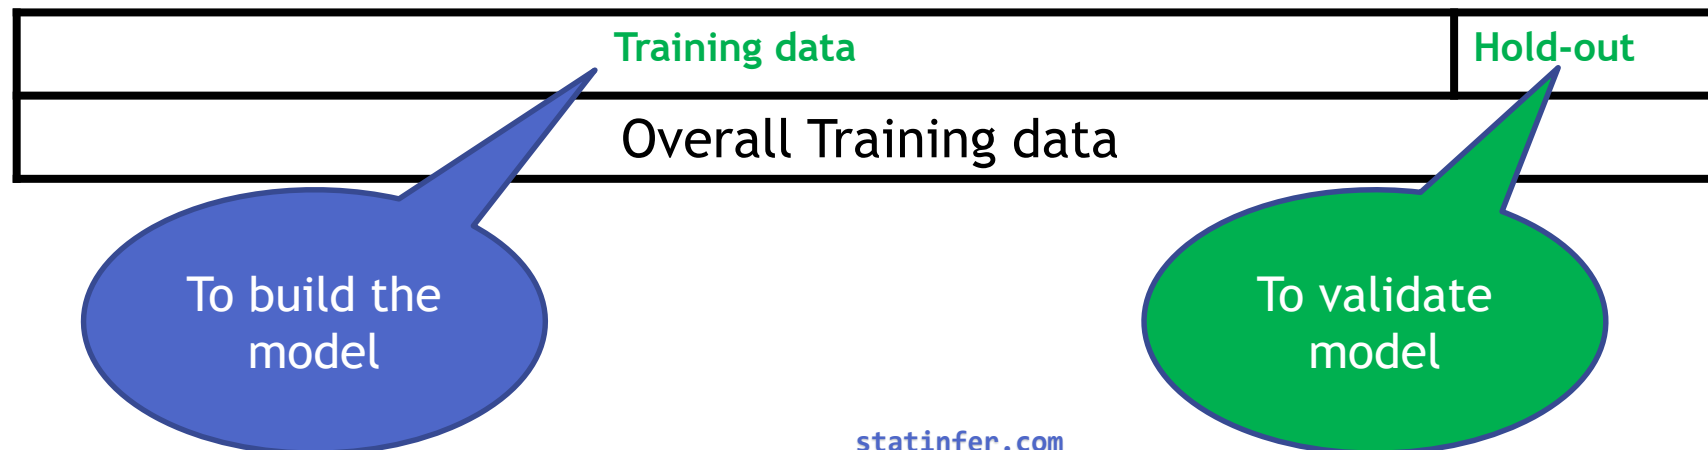 Training data
Hold-out
Overall Training data
To build the
model
To validate
model
statinfer.com